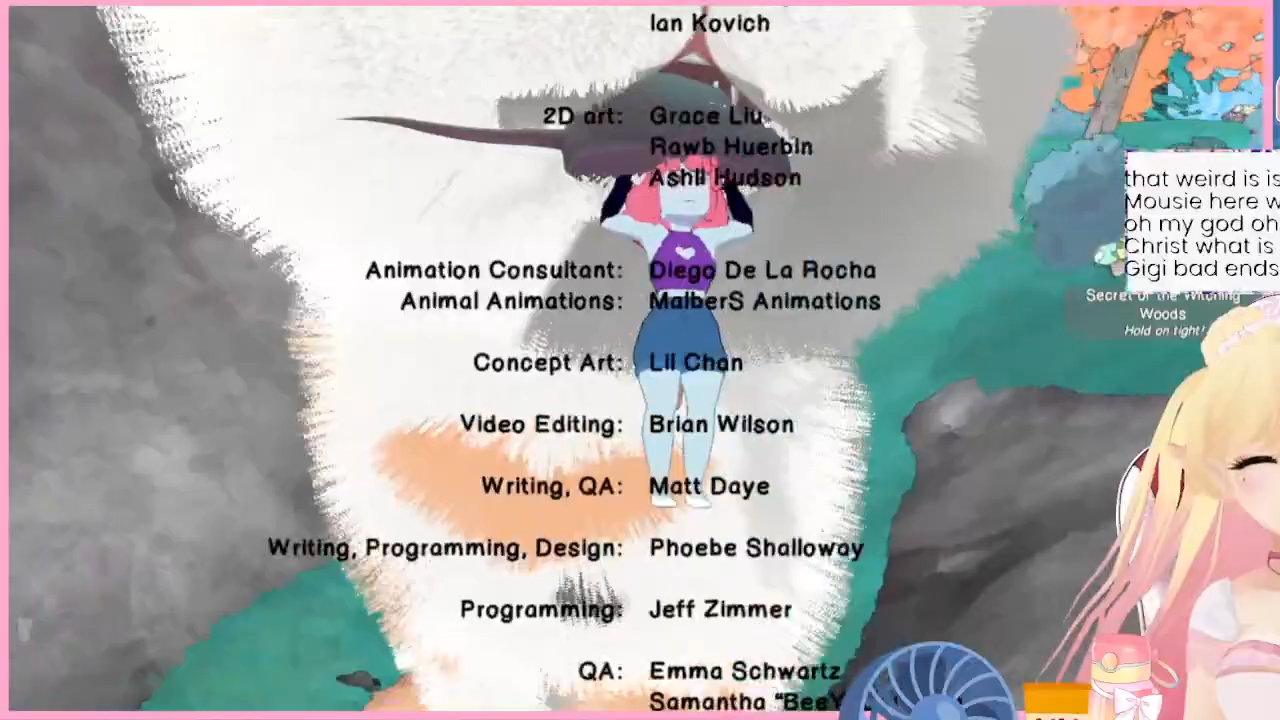 Ian Kovich
2D art: Grace Liu
Rawb Huerbin
Ashli Hudson
Animation Consultant: Diego De La Rocha
Animal Animations: MalberS Animations
Concept Art: Lil Chan
Video Editing: Brian Wilson
Writing, QA: Matt Daye
Writing, Programming, Design: Phoebe Shalloway
Programming: Jeff Zimmer
QA: Emma Schwartz
Samantha
that weird is is
Mousie here w
oh my god oh
Christ what is
Gigi bad ends
Secret of the Witching
Woods
Hold on tight!